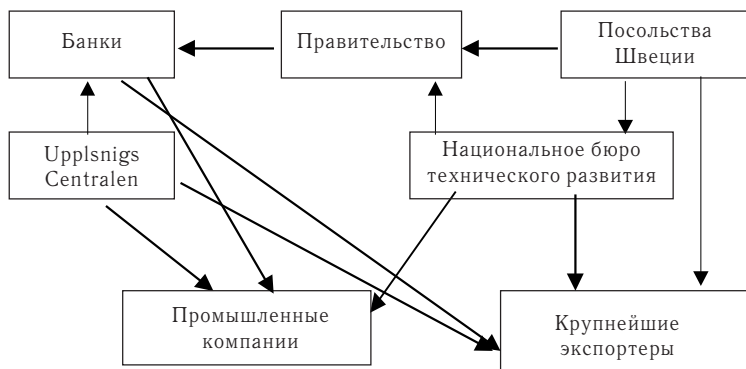 Банки
Правительство
Посольства
Швеции
Upplsnigs
Centralen
Национальное бюро
технического развития
Промышленные
компании
Крупнейшие
экспортеры